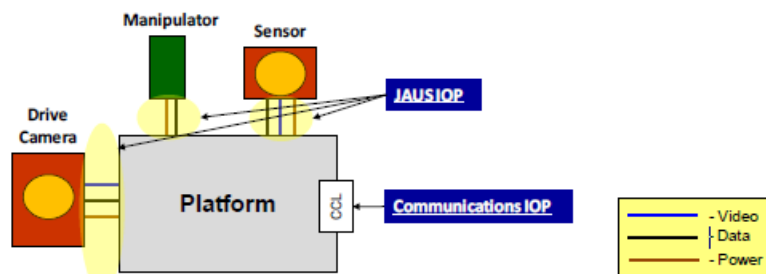 Manipulator
Sensor
JAUS IOP
Drive
Camera
Platform
CCL
Communications IOP
- Video
- Data
- Power